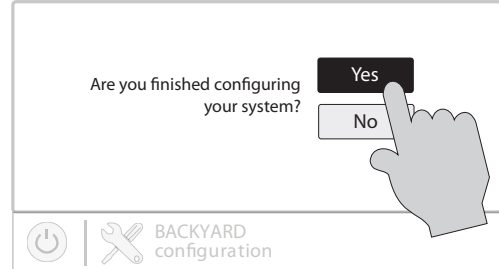 Are you finished configuring
your system?
Yes
No
BACKYARD
configuration